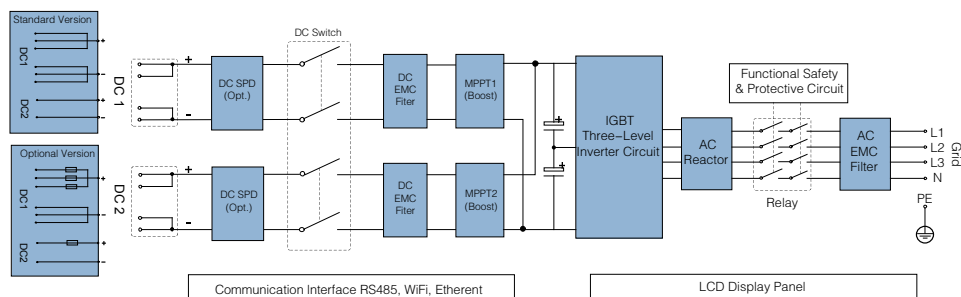 Standard Version
+
DC1
-
+
DC2
-
Optional Version
+
DC1
-
+
DC2
-
DC 1
+
-
DC 2
+
-
DC SPD
(Opt.)
DC SPD
(Opt.)
DC Switch
DC
EMC
Fiter
DC
EMC
Fiter
MPPT1
(Boost)
MPPT2
(Boost)
+
+
IGBT
Three-Level
Inverter Circuit
AC
Reactor
Functional Safety
& Protective Circuit
Relay
AC
EMC
Filter
L1
L2
L3
N
Grid
PE
Communication Interface RS485, WiFi, Etherent
LCD Display Panel